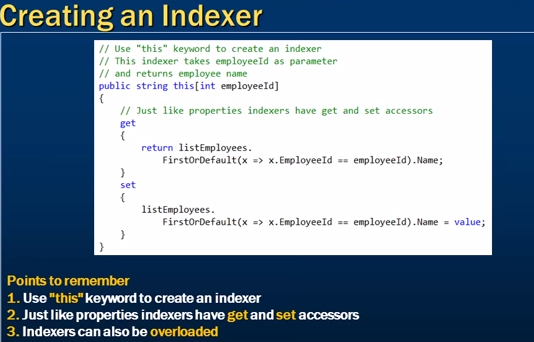 Creating an Indexer
// Use "this" keyword to create an indexer
// This indexer takes employeeId as parameter
// and returns employee name
public string this[int employeeId]
{
// Just like properties indexers have get and set accessors
get
{
return listEmployees.
FirstOrDefault(x => x.EmployeeId == employeeId).Name;
}
set
{
listEmployees.
FirstOrDefault(x => x.EmployeeId == employeeId).Name = value;
}
}
Points to remember
1. Use "this" keyword to create an indexer
2. Just like properties indexers have get and set accessors
3. Indexers can also be overloaded